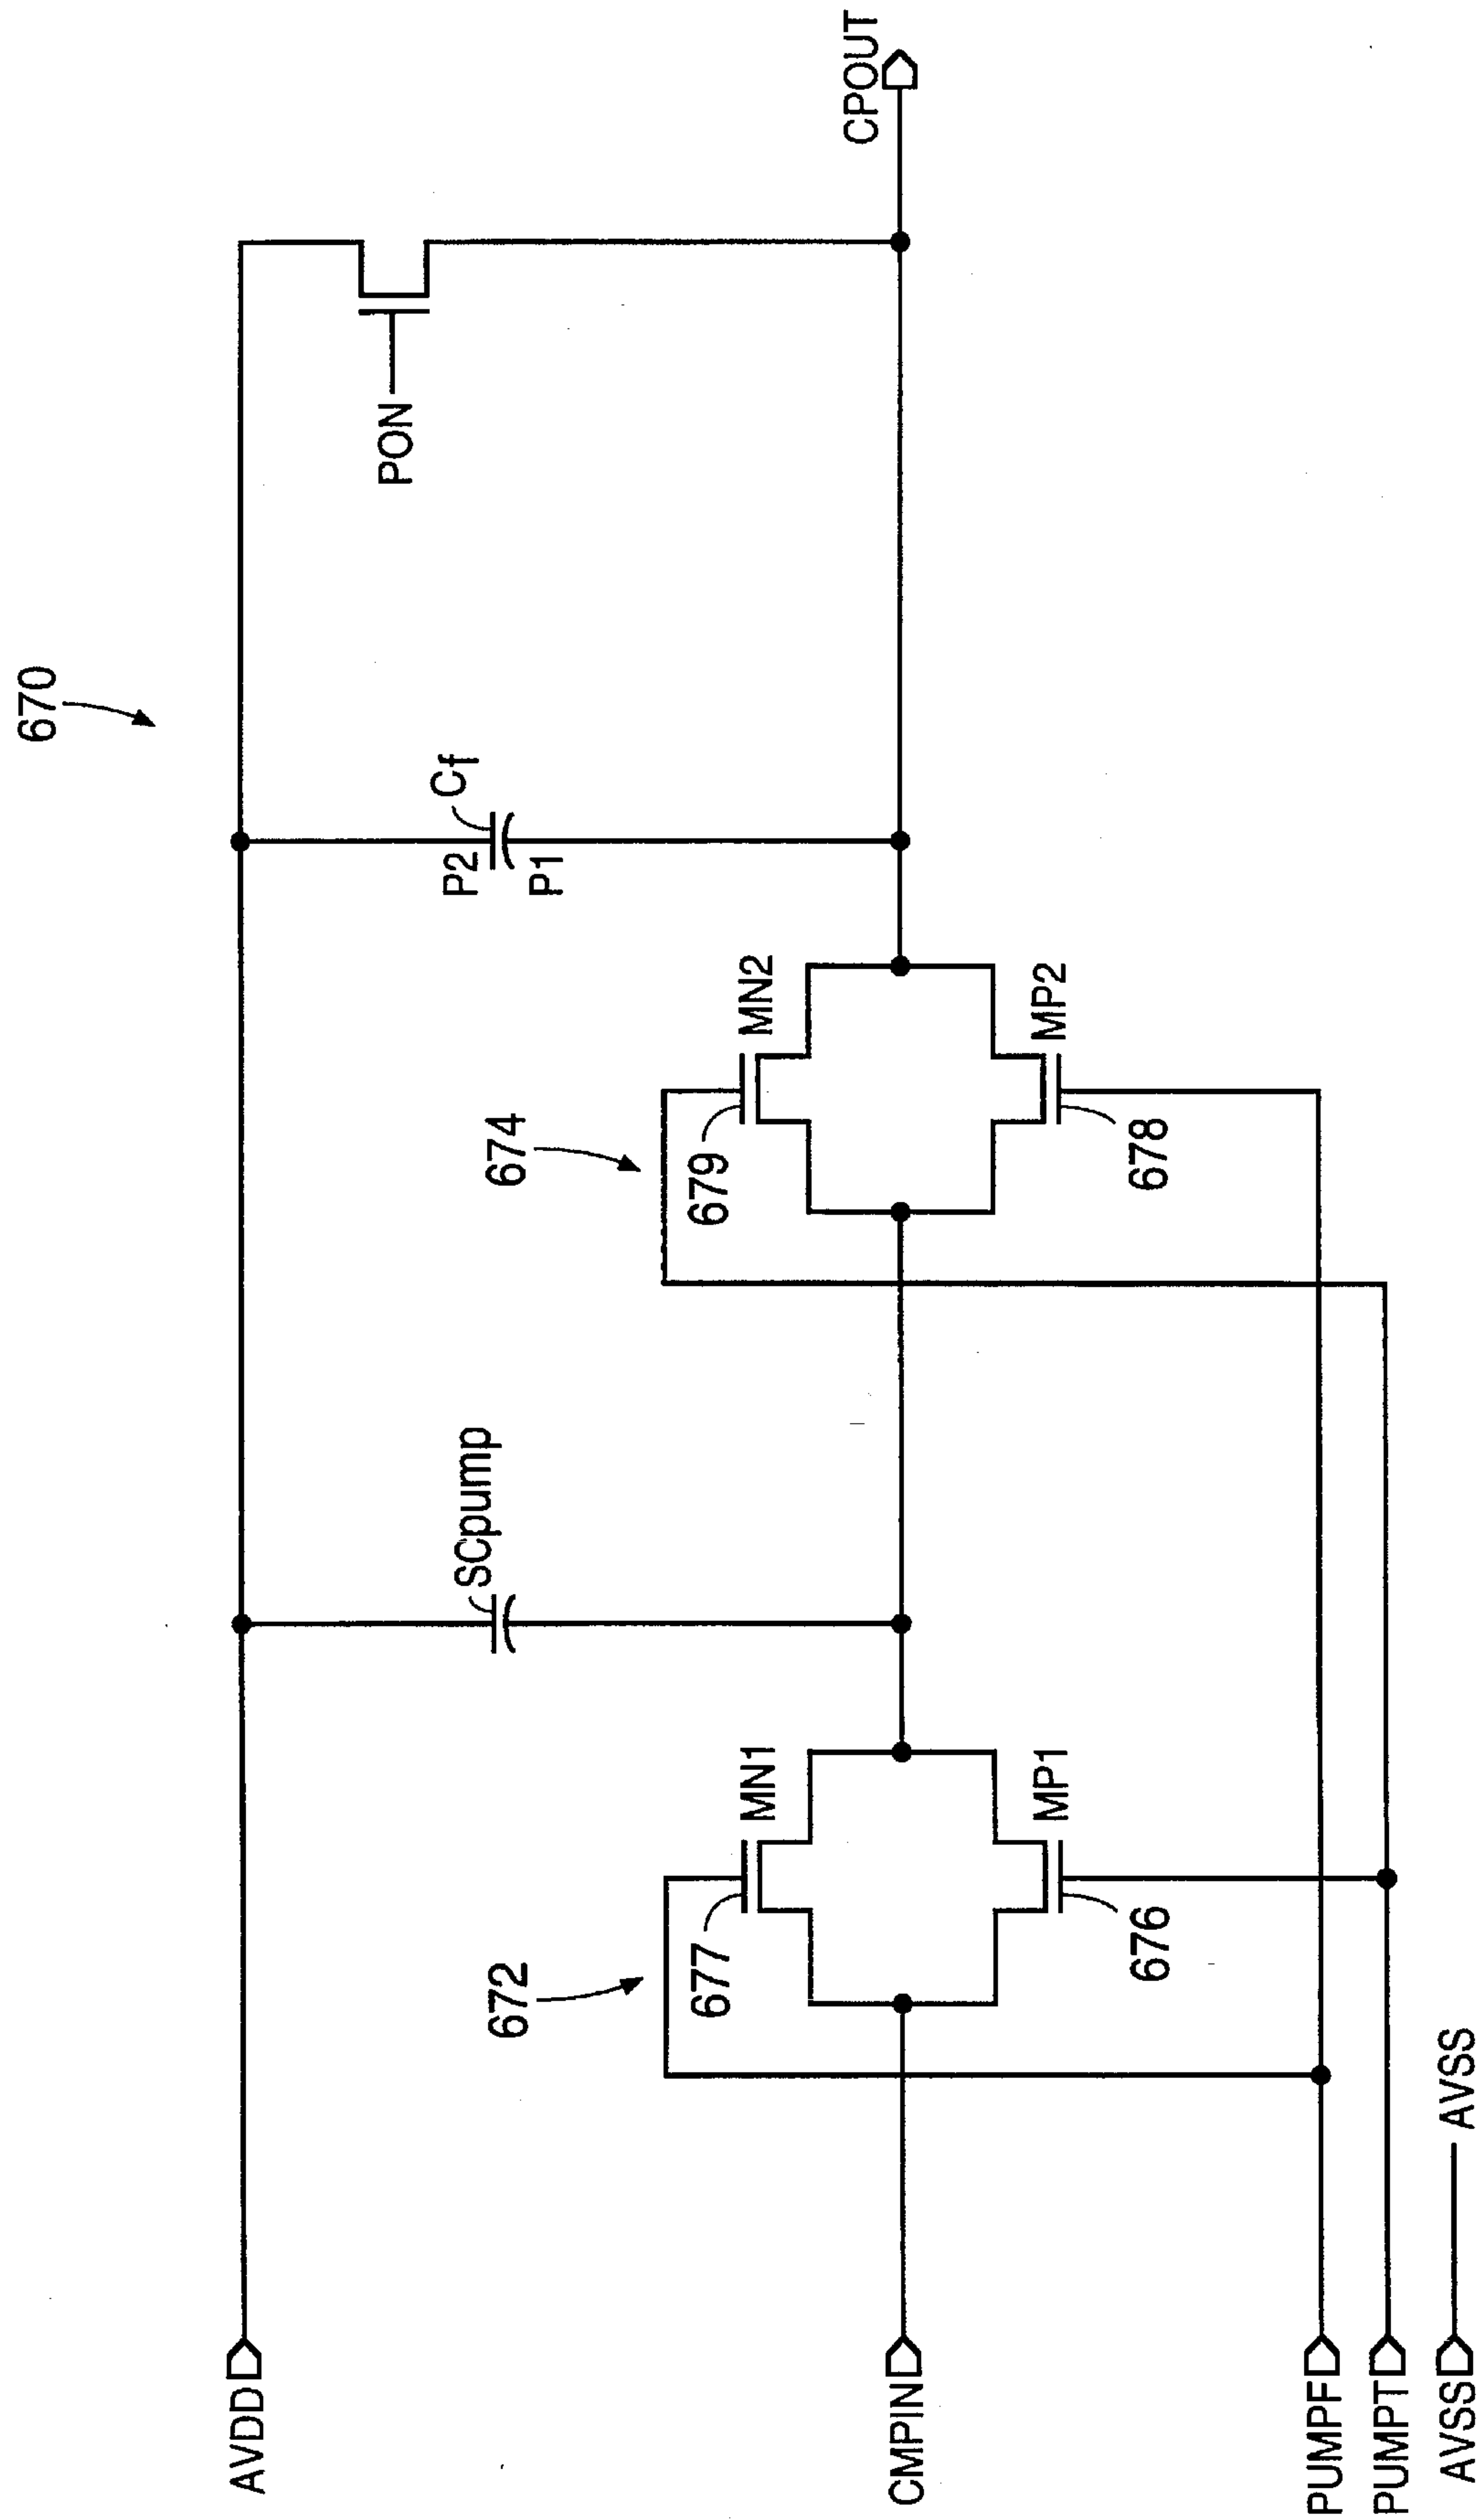 670
AVDD
SCpump
Cf
P2
P1
PON
672
677
MN1
674
679
MN2
CMPIN
CPOUT
676
MP1
678
MP2
PUMPF
PUMPT
AVSS
AVSS